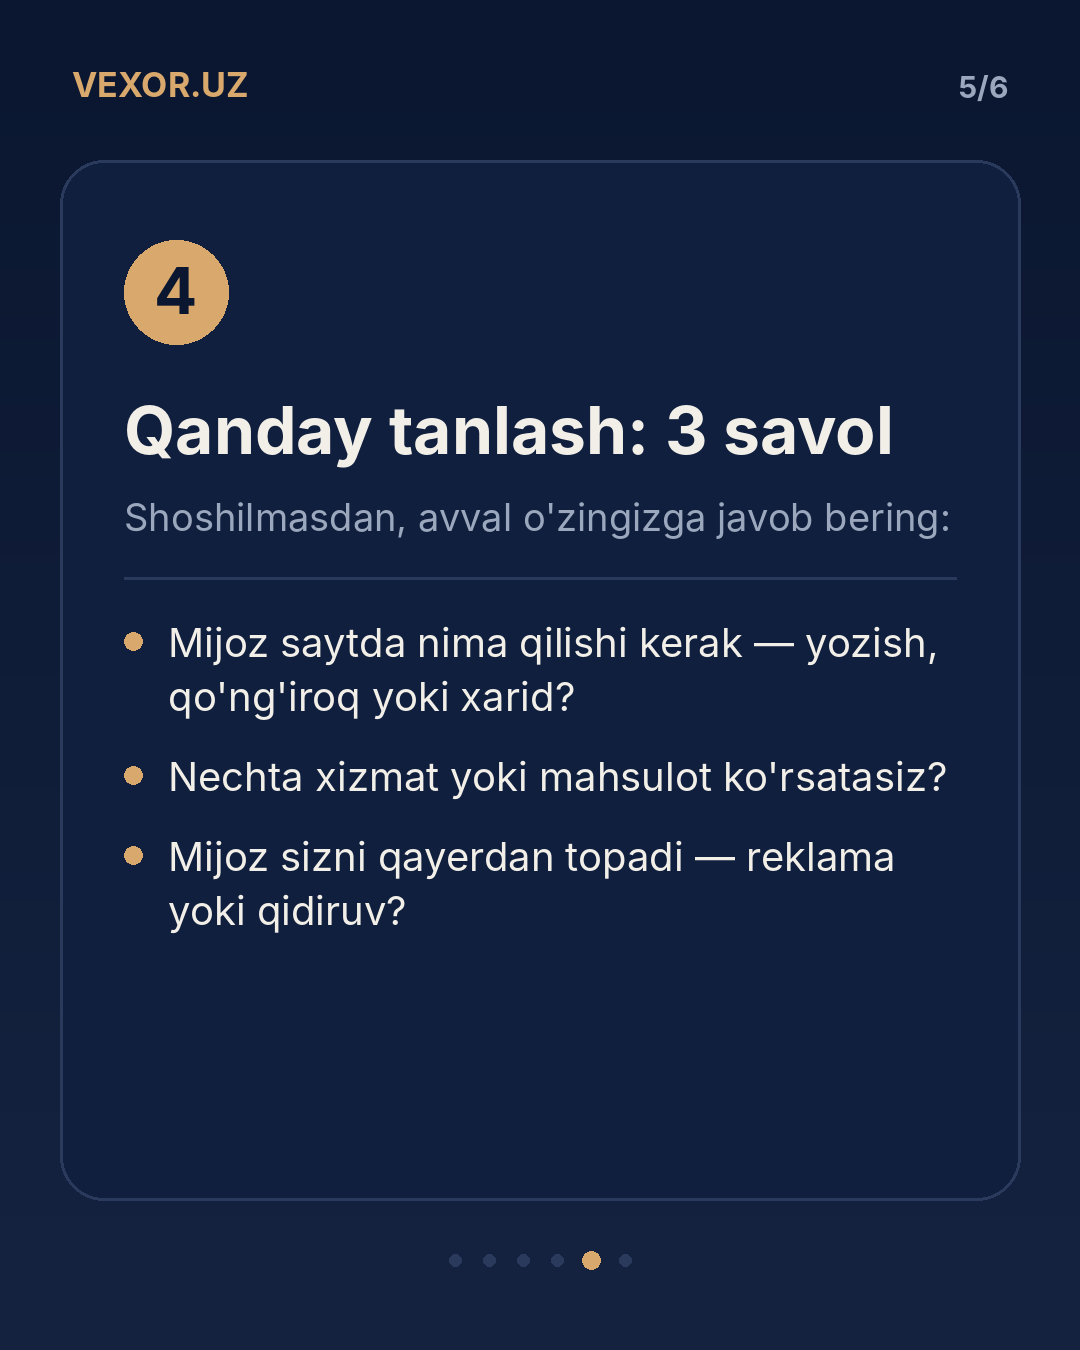 VEXOR.UZ
5/6
4
Qanday tanlash: 3 savol
Shoshilmasdan, avval o'zingizga javob bering:
Mijoz saytda nima qilishi kerak — yozish,
qo'ng'iroq yoki xarid?
Nechta xizmat yoki mahsulot ko'rsatasiz?
Mijoz sizni qayerdan topadi — reklama
yoki qidiruv?